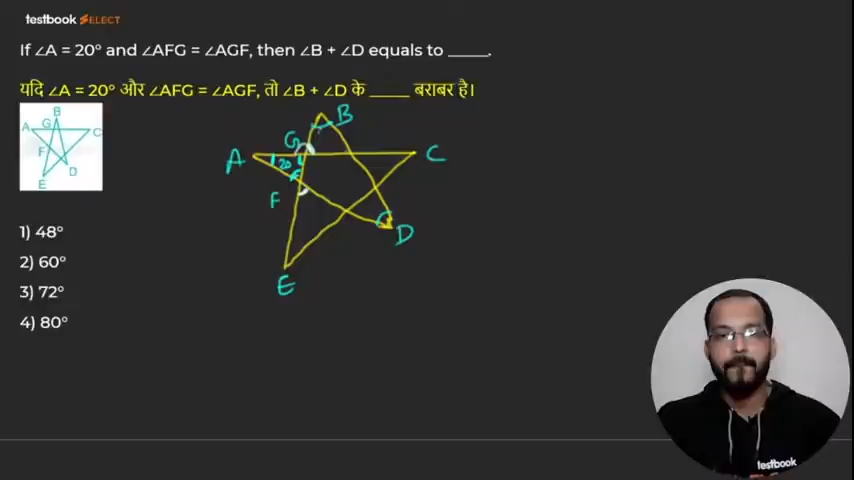 testbook SELECT
If ∠A = 20° and ∠AFG = ∠AGF, then ∠B + ∠D equals to _____.
यदि ∠A = 20° और ∠AFG = ∠AGF, तो ∠B + ∠D के _____ बराबर है।
B
A G C
F
D
E
B
G
A 20 C
F
D
E
1) 48°
2) 60°
3) 72°
4) 80°
testbook